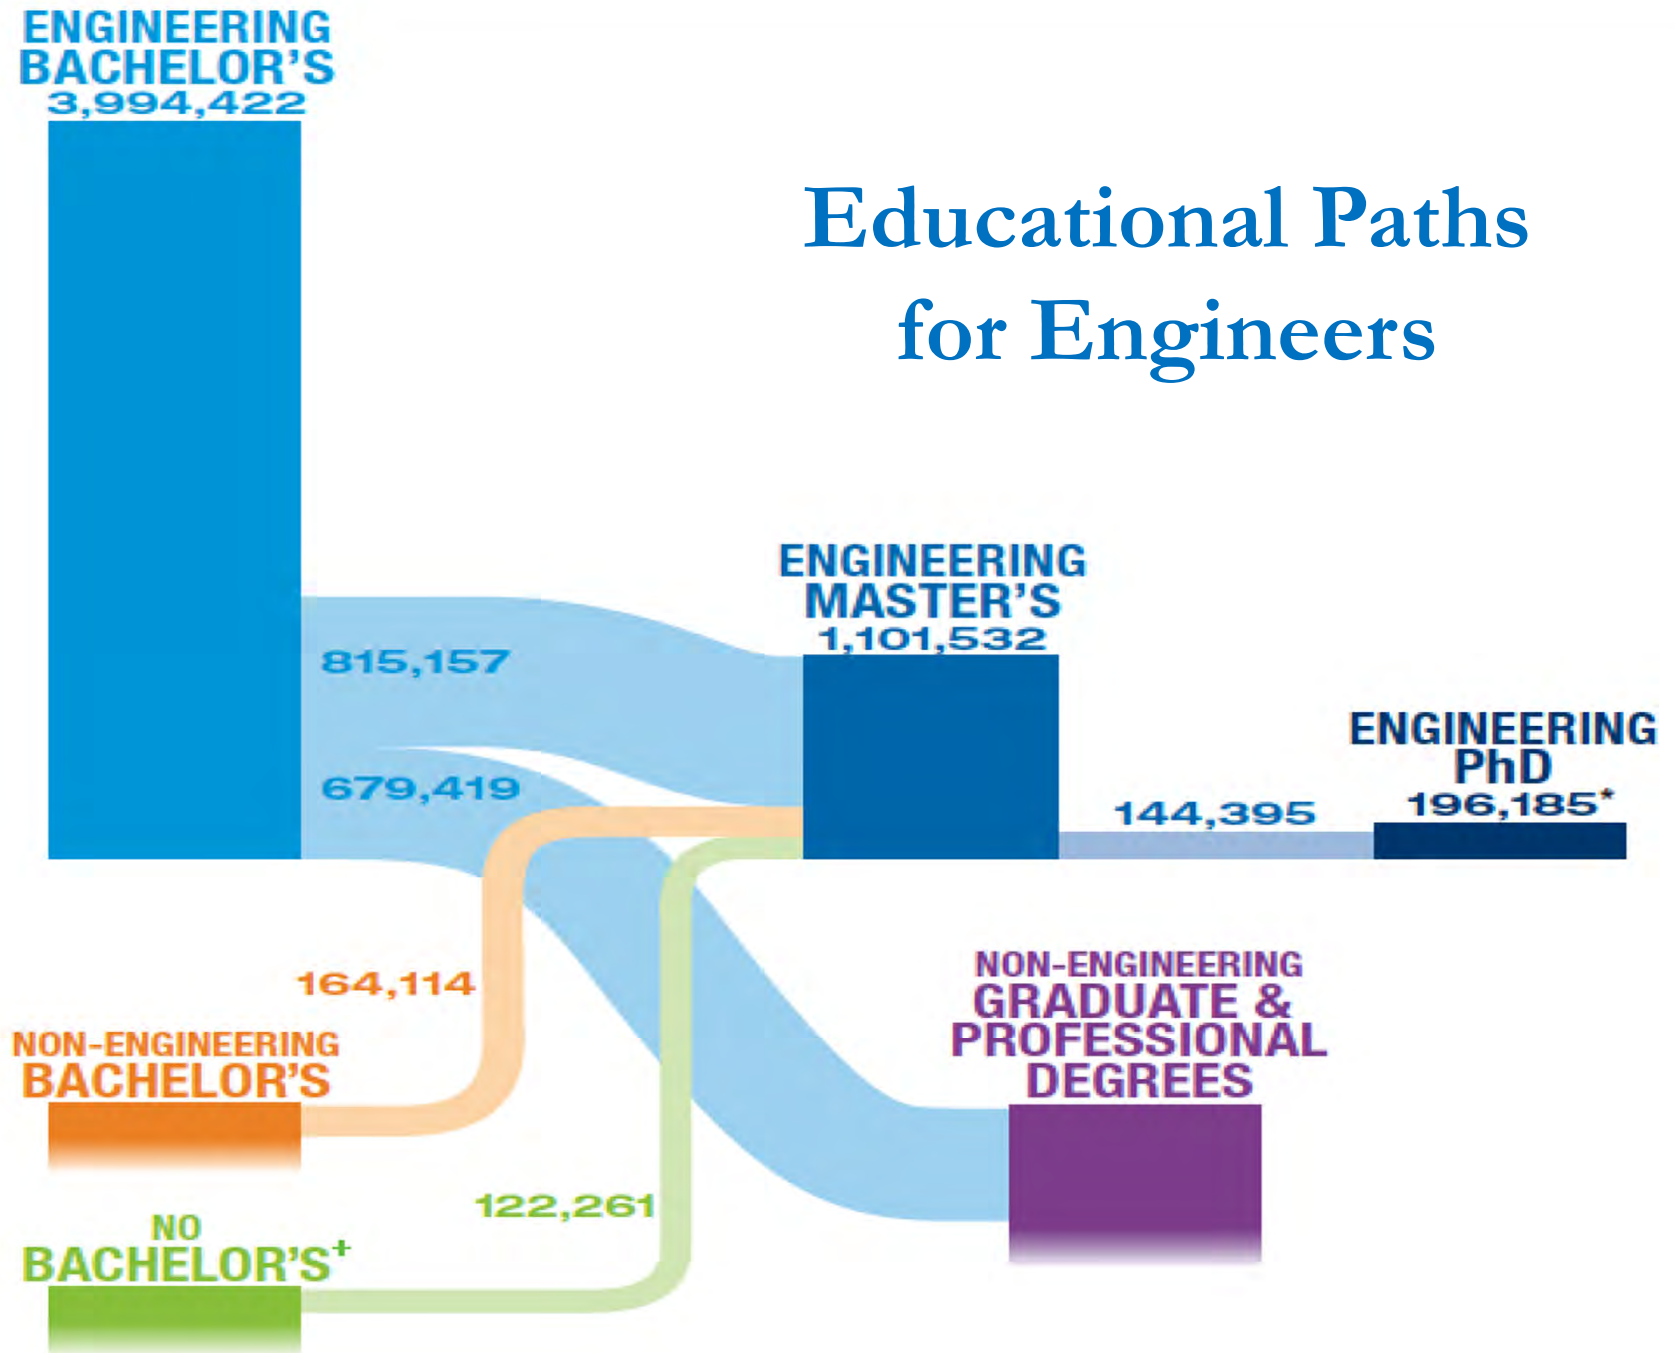 ENGINEERING
BACHELOR'S
3,994,422
Educational Paths
for Engineers
815,157
679,419
ENGINEERING
MASTER'S
1,101,532
144,395
ENGINEERING
PhD
196,185*
164,114
NON-ENGINEERING
BACHELOR'S
NON-ENGINEERING
GRADUATE &
PROFESSIONAL
DEGREES
122,261
NO
BACHELOR'S+